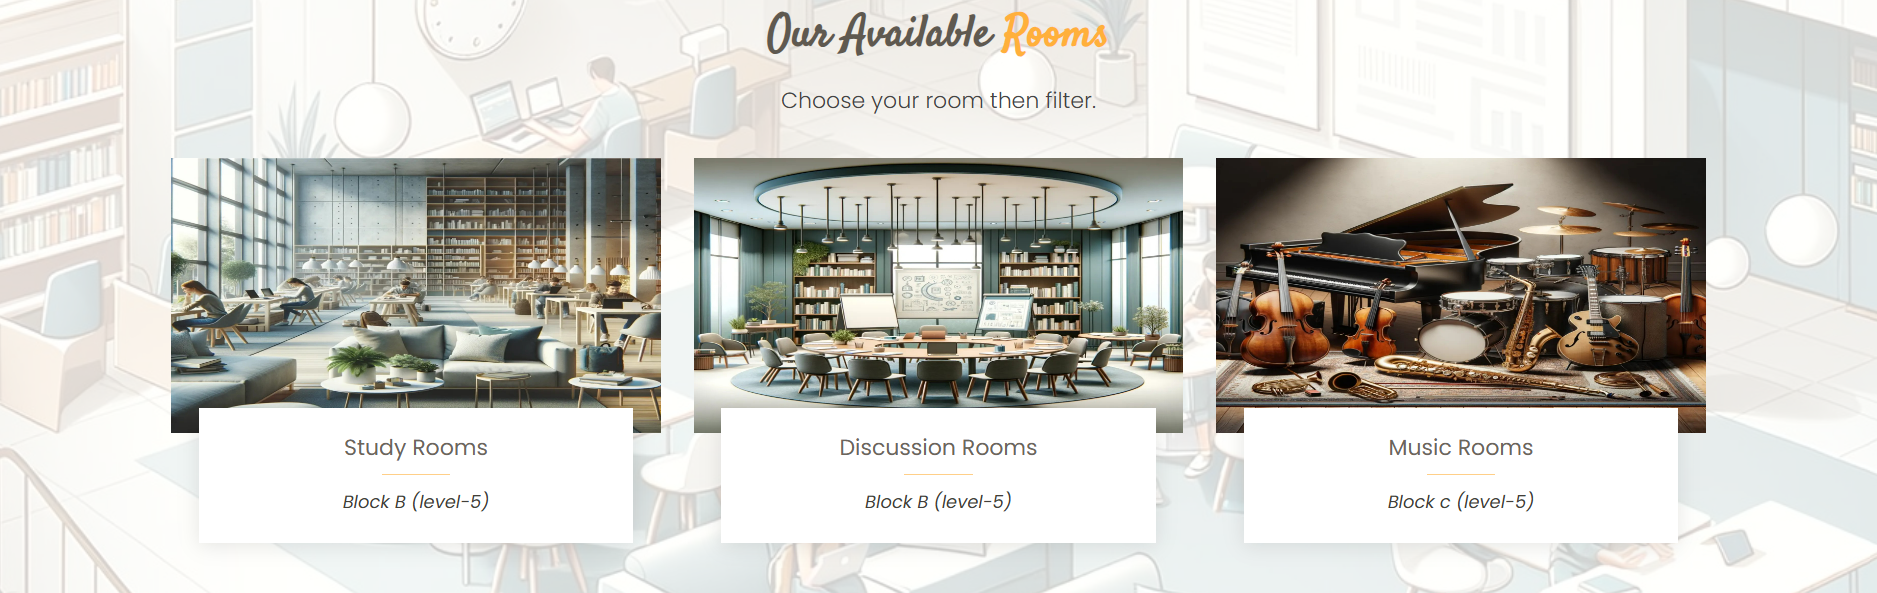 Our Available Rooms
Choose your room then filter.
Study Rooms
Block B (level-5)
Discussion Rooms
Block B (level-5)
Music Rooms
Block c (level-5)